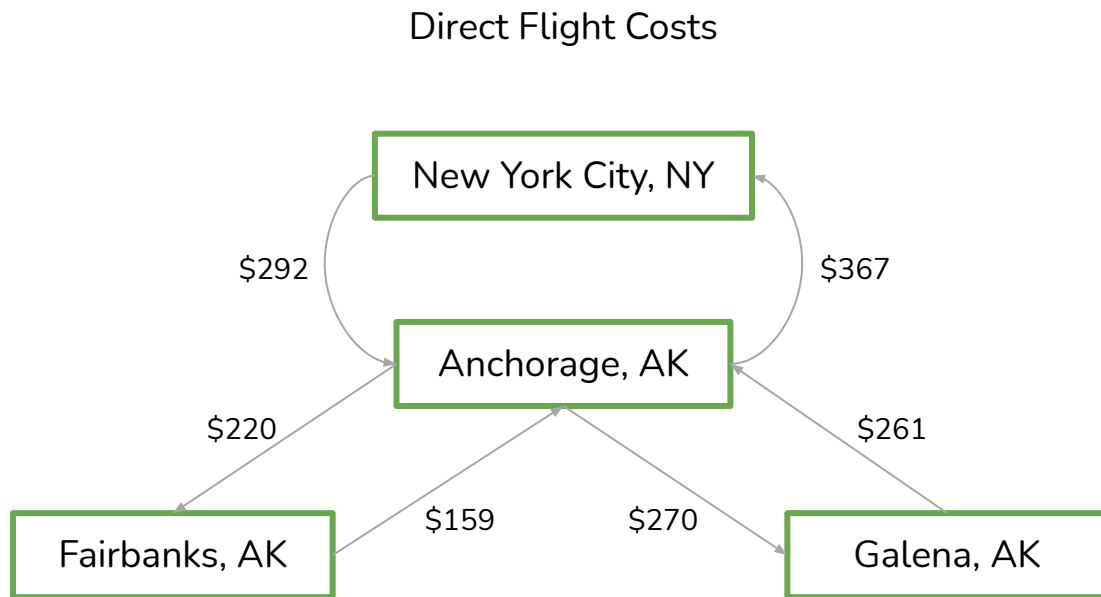 Direct Flight Costs
New York City, NY
$292
$367
Anchorage, AK
$220
$261
$159
$270
Fairbanks, AK
Galena, AK